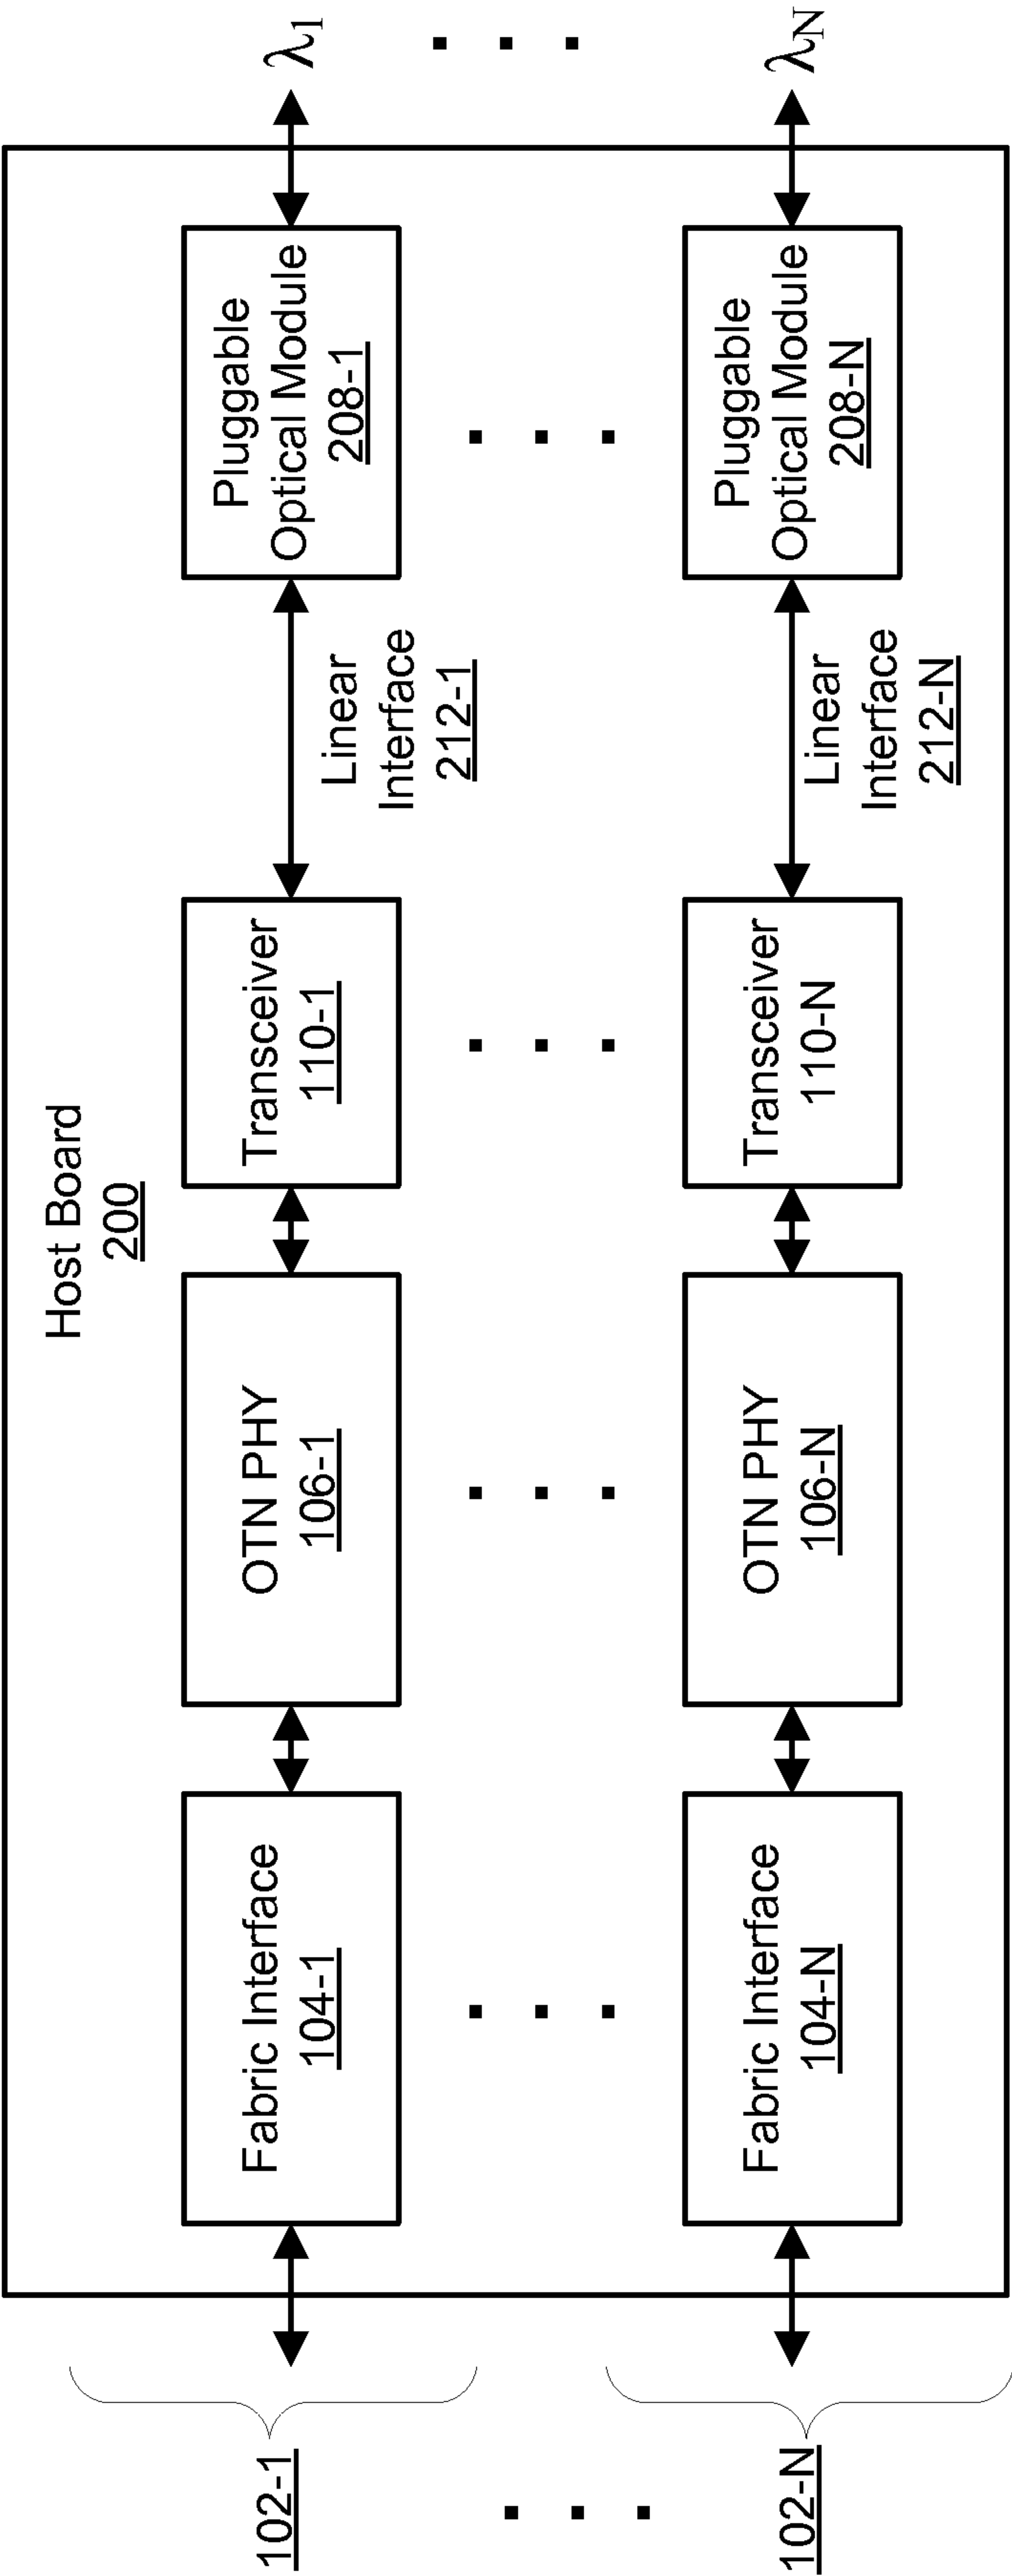 Host Board
200
102-1
Fabric Interface
104-1
OTN PHY
106-1
Transceiver
110-1
Linear
Interface
212-1
Pluggable
Optical Module
208-1
λ1
102-N
Fabric Interface
104-N
OTN PHY
106-N
Transceiver
110-N
Linear
Interface
212-N
Pluggable
Optical Module
208-N
λN